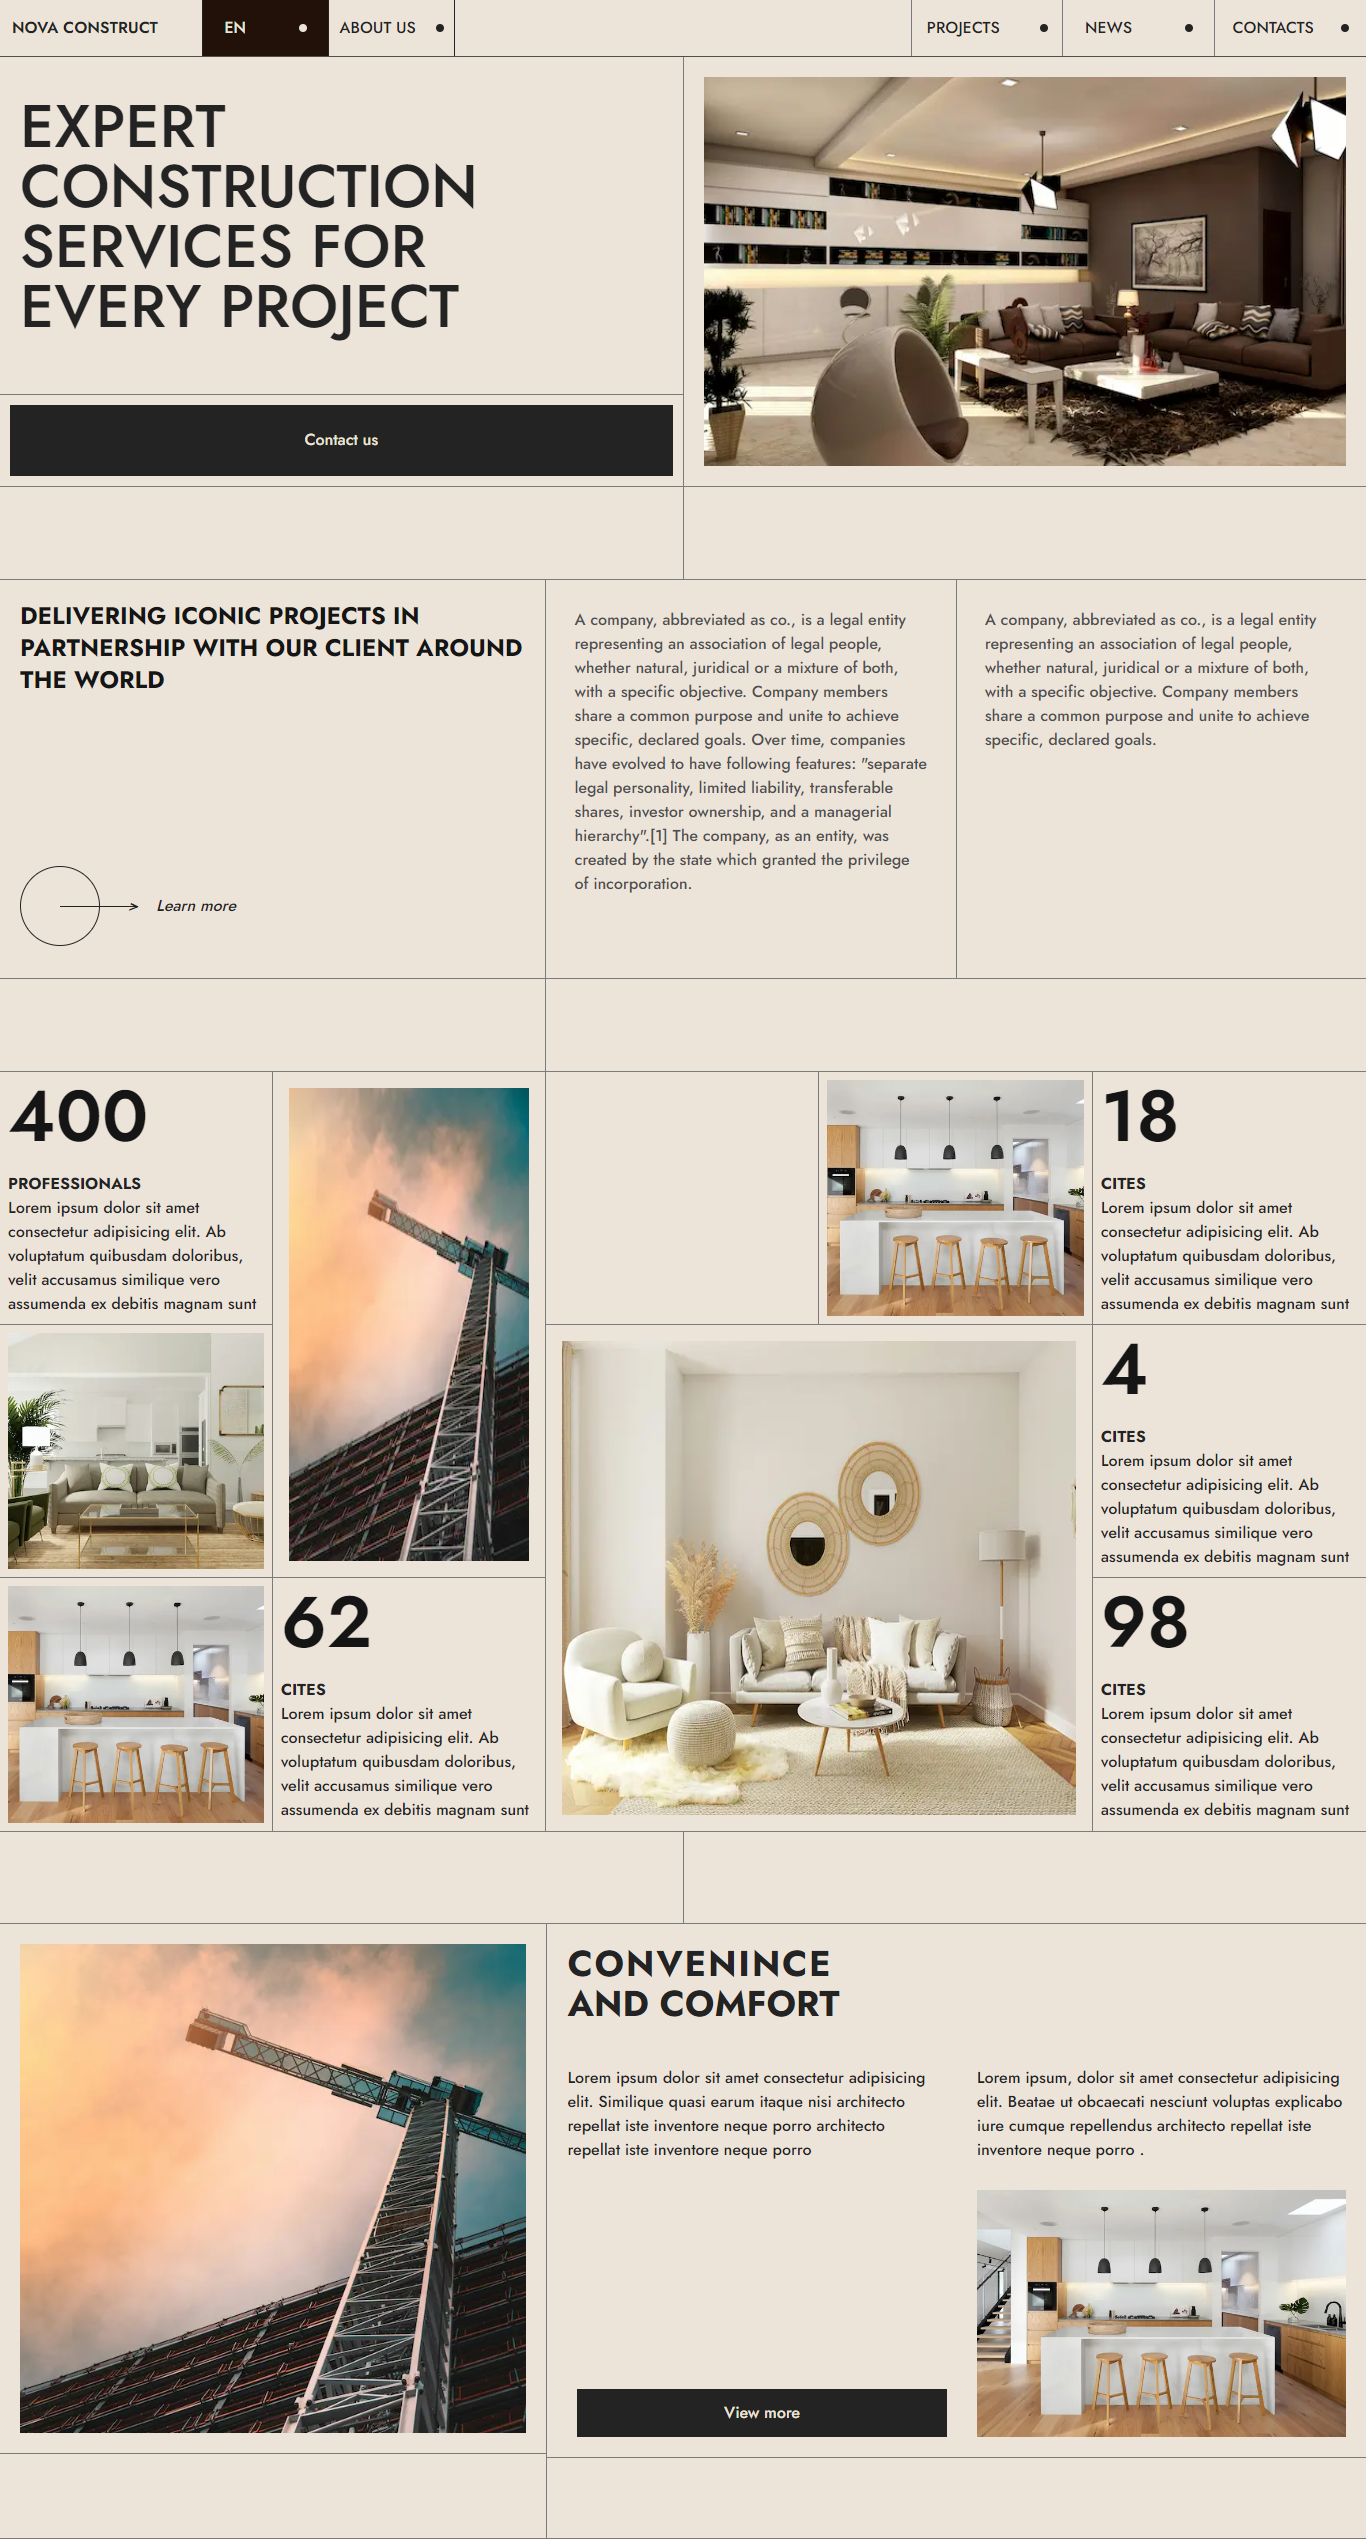 NOVA CONSTRUCT
EN
ABOUT US
PROJECTS
NEWS
CONTACTS
EXPERT
CONSTRUCTION
SERVICES FOR
EVERY PROJECT
Contact us
DELIVERING ICONIC PROJECTS IN
PARTNERSHIP WITH OUR CLIENT AROUND
THE WORLD
Learn more
A company, abbreviated as co., is a legal entity
representing an association of legal people,
whether natural, juridical or a mixture of both,
with a specific objective. Company members
share a common purpose and unite to achieve
specific, declared goals. Over time, companies
have evolved to have following features: "separate
legal personality, limited liability, transferable
shares, investor ownership, and a managerial
hierarchy".[1] The company, as an entity, was
created by the state which granted the privilege
of incorporation.
A company, abbreviated as co., is a legal entity
representing an association of legal people,
whether natural, juridical or a mixture of both,
with a specific objective. Company members
share a common purpose and unite to achieve
specific, declared goals.
400
PROFESSIONALS
Lorem ipsum dolor sit amet
consectetur adipisicing elit. Ab
voluptatum quibusdam doloribus,
velit accusamus similique vero
assumenda ex debitis magnam sunt
18
CITES
Lorem ipsum dolor sit amet
consectetur adipisicing elit. Ab
voluptatum quibusdam doloribus,
velit accusamus similique vero
assumenda ex debitis magnam sunt
4
CITES
Lorem ipsum dolor sit amet
consectetur adipisicing elit. Ab
voluptatum quibusdam doloribus,
velit accusamus similique vero
assumenda ex debitis magnam sunt
62
CITES
Lorem ipsum dolor sit amet
consectetur adipisicing elit. Ab
voluptatum quibusdam doloribus,
velit accusamus similique vero
assumenda ex debitis magnam sunt
98
CITES
Lorem ipsum dolor sit amet
consectetur adipisicing elit. Ab
voluptatum quibusdam doloribus,
velit accusamus similique vero
assumenda ex debitis magnam sunt
CONVENINCE
AND COMFORT
Lorem ipsum dolor sit amet consectetur adipisicing
elit. Similique quasi earum itaque nisi architecto
repellat iste inventore neque porro architecto
repellat iste inventore neque porro
Lorem ipsum, dolor sit amet consectetur adipisicing
elit. Beatae ut obcaecati nesciunt voluptas explicabo
iure cumque repellendus architecto repellat iste
inventore neque porro .
View more